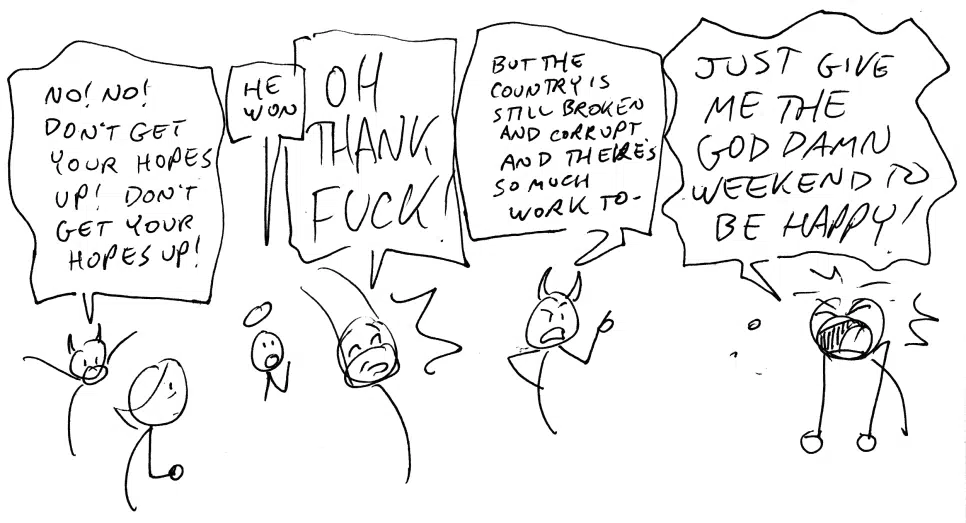 NO! NO!
DON'T GET
YOUR HOPES
UP! DON'T
GET YOUR
HOPES UP!
HE
WON
OH
THANK
FUCK!
BUT THE
COUNTRY IS
STILL BROKEN
AND CORRUPT
AND THERE'S
SO MUCH
WORK TO-
JUST GIVE
ME THE
GOD DAMN
WEEKEND TO
BE HAPPY!